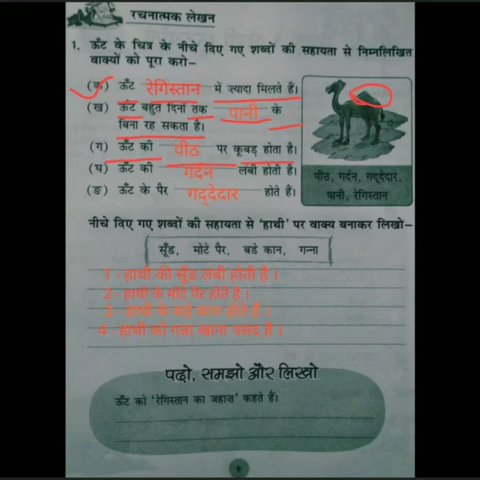 रचनात्मक लेखन
1. ऊँट के चित्र के नीचे दिए गए शब्दों की सहायता से निम्नलिखित
वाक्यों को पूरा करो–
(क) ऊँट रेगिस्तान में ज्यादा मिलते हैं।
(ख) ऊँट बहुत दिनों तक पानी के
बिना रह सकता है।
(ग) ऊँट की पीठ पर कूबड़ होता है।
(घ) ऊँट की गर्दन लंबी होती है।
(ङ) ऊँट के पैर गद्देदार होते हैं।
पीठ, गर्दन, गद्देदार,
पानी, रेगिस्तान
नीचे दिए गए शब्दों की सहायता से 'हाथी' पर वाक्य बनाकर लिखो–
सूँड, मोटे पैर, बड़े कान, गन्ना
1 - हाथी की सूँड लंबी होती है।
2 - हाथी के मोटे पैर होते है।
3 - हाथी के बड़े कान होते है।
4 - हाथी को गन्ना खाना पसंद है।
पढ़ो, समझो और लिखो
ऊँट को 'रेगिस्तान का जहाज' कहते हैं।